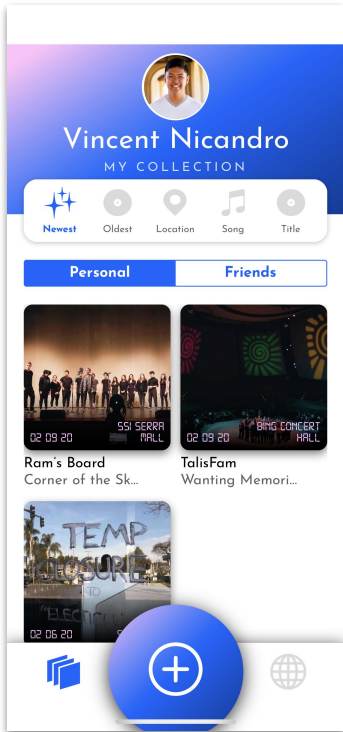 Vincent Nicandro
MY COLLECTION
Newest
Oldest
Location
Song
Title
Personal
Friends
SSI SERRA
02 09 20 MALL
BING CONCERT
02 09 20 HALL
Ram's Board
Corner of the Sk...
TalisFam
Wanting Memori...
TEMP
CLOSURE
TO
02 06 20